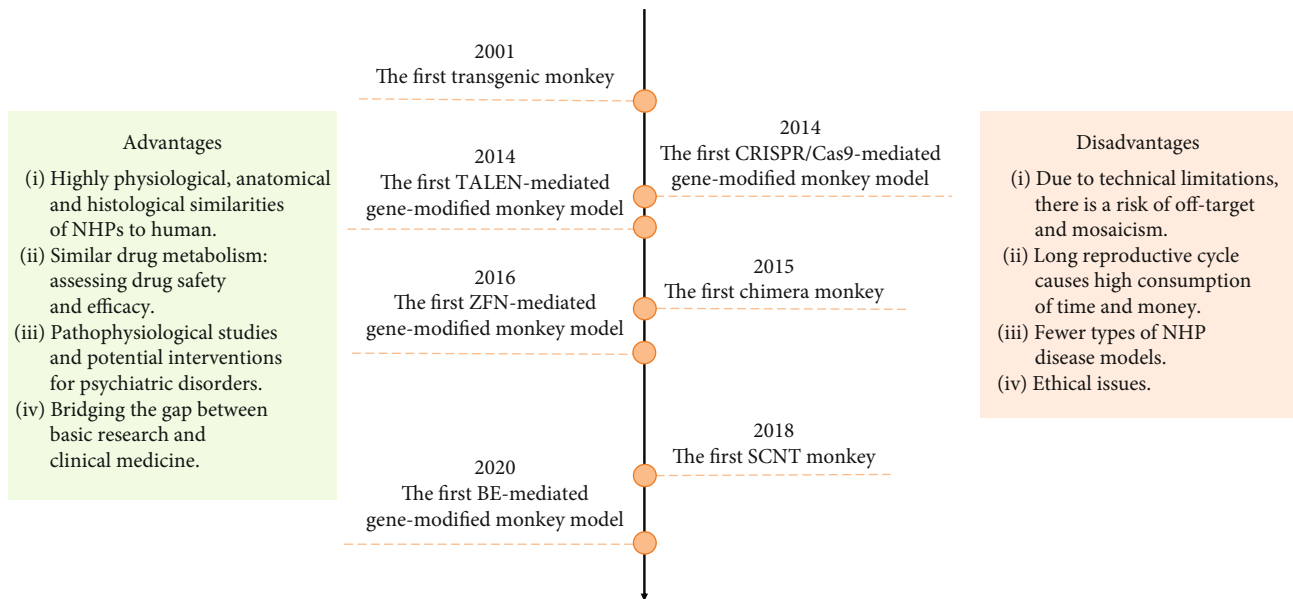 Advantages
(i) Highly physiological, anatomical
and histological similarities
of NHPs to human.
(ii) Similar drug metabolism:
assessing drug safety
and efficacy.
(iii) Pathophysiological studies
and potential interventions
for psychiatric disorders.
(iv) Bridging the gap between
basic research and
clinical medicine.
2001
The first transgenic monkey
2014
The first CRISPR/Cas9-mediated
gene-modified monkey model
2014
The first TALEN-mediated
gene-modified monkey model
2015
The first chimera monkey
2016
The first ZFN-mediated
gene-modified monkey model
2018
The first SCNT monkey
2020
The first BE-mediated
gene-modified monkey model
Disadvantages
(i) Due to technical limitations,
there is a risk of off-target
and mosaicism.
(ii) Long reproductive cycle
causes high consumption
of time and money.
(iii) Fewer types of NHP
disease models.
(iv) Ethical issues.